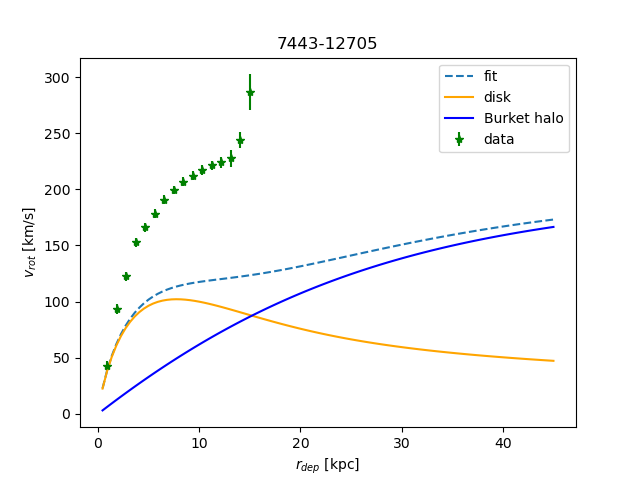 7443-12705
300
250
200
150
100
50
0
v_rot [km/s]
fit
disk
Burket halo
data
0 10 20 30 40
r_dep [kpc]